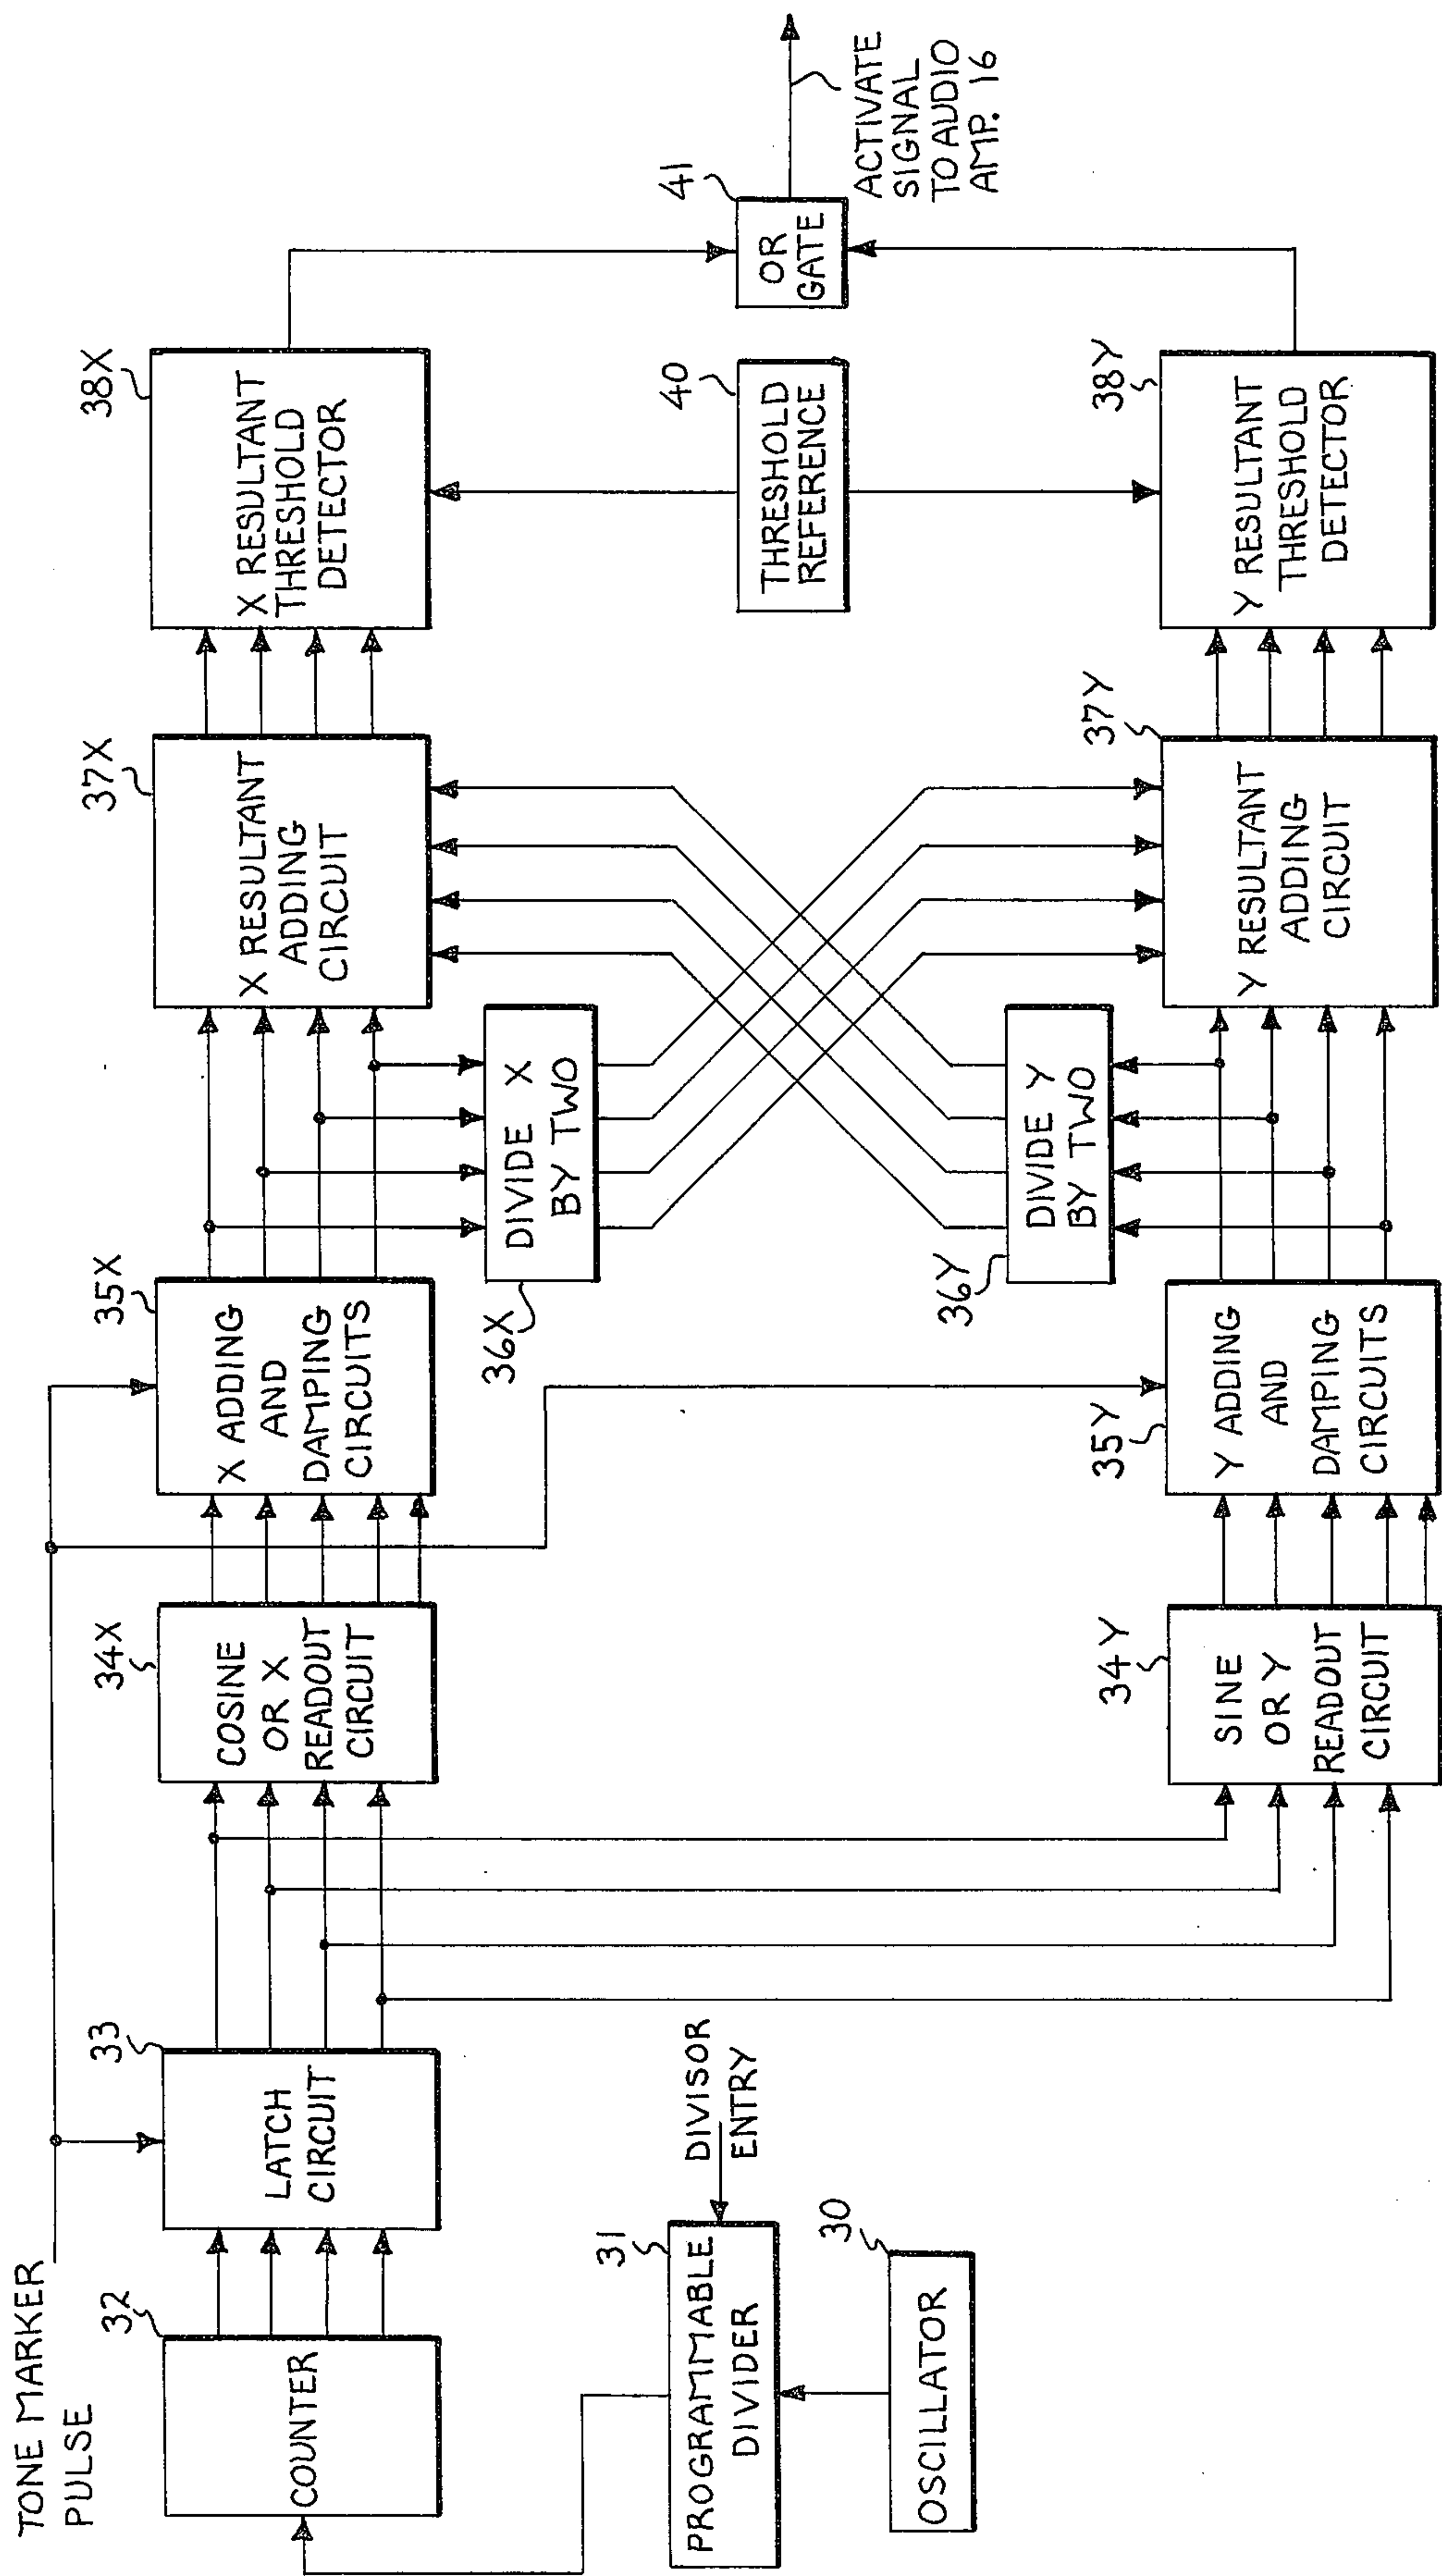 TONE MARKER
PULSE
32
COUNTER
33
LATCH
CIRCUIT
34X
COSINE
OR X
READOUT
CIRCUIT
35X
X ADDING
AND
DAMPING
CIRCUITS
37X
X RESULTANT
ADDING
CIRCUIT
38X
X RESULTANT
THRESHOLD
DETECTOR
31
PROGRAMMABLE
DIVIDER
DIVISOR
ENTRY
30
OSCILLATOR
36X
DIVIDE X
BY TWO
36Y
DIVIDE Y
BY TWO
40
THRESHOLD
REFERENCE
41
OR
GATE
ACTIVATE
SIGNAL
TO AUDIO
AMP. 16
34Y
SINE
OR Y
READOUT
CIRCUIT
35Y
Y ADDING
AND
DAMPING
CIRCUITS
37Y
Y RESULTANT
ADDING
CIRCUIT
38Y
Y RESULTANT
THRESHOLD
DETECTOR